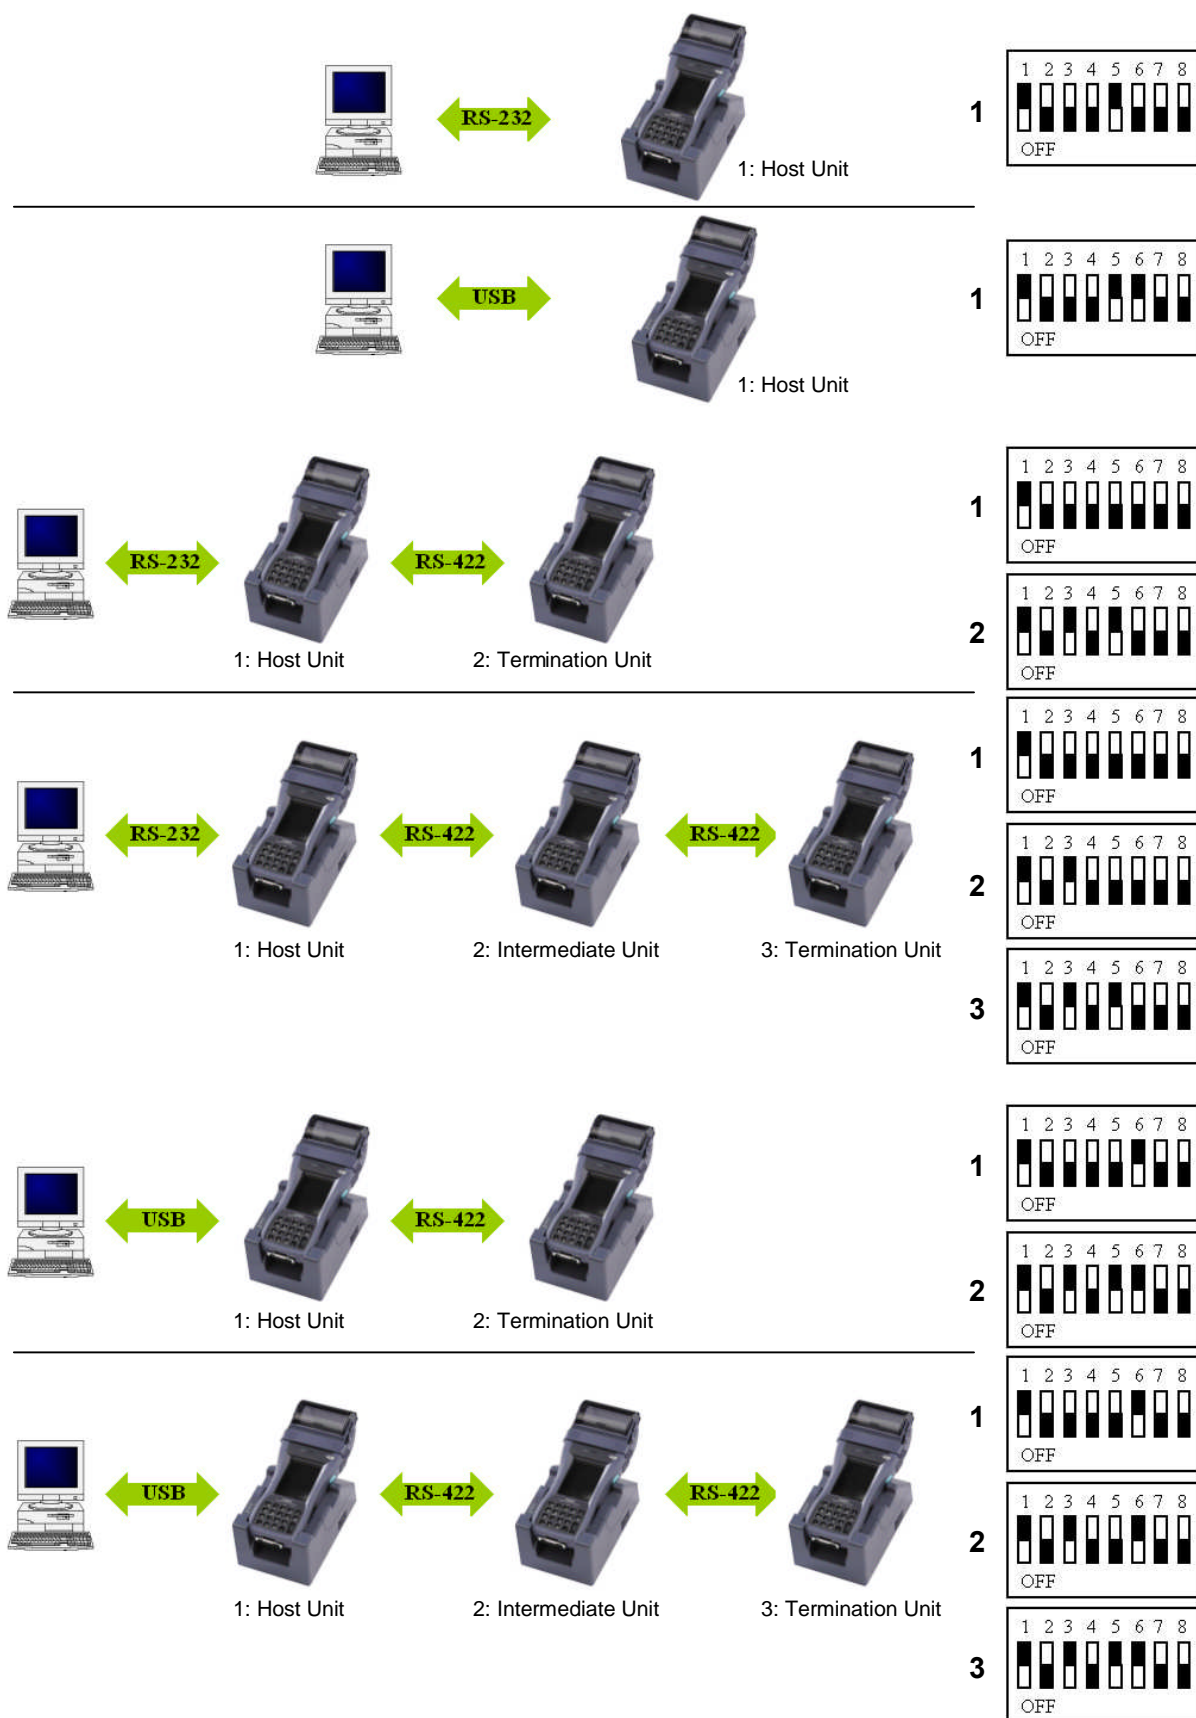 RS-232
1: Host Unit
1
1 2 3 4 5 6 7 8
OFF
USB
1: Host Unit
1
1 2 3 4 5 6 7 8
OFF
RS-232
RS-422
1: Host Unit
2: Termination Unit
1
1 2 3 4 5 6 7 8
OFF
2
1 2 3 4 5 6 7 8
OFF
RS-232
RS-422
RS-422
1: Host Unit
2: Intermediate Unit
3: Termination Unit
1
1 2 3 4 5 6 7 8
OFF
2
1 2 3 4 5 6 7 8
OFF
3
1 2 3 4 5 6 7 8
OFF
USB
RS-422
1: Host Unit
2: Termination Unit
1
1 2 3 4 5 6 7 8
OFF
2
1 2 3 4 5 6 7 8
OFF
USB
RS-422
RS-422
1: Host Unit
2: Intermediate Unit
3: Termination Unit
1
1 2 3 4 5 6 7 8
OFF
2
1 2 3 4 5 6 7 8
OFF
3
1 2 3 4 5 6 7 8
OFF